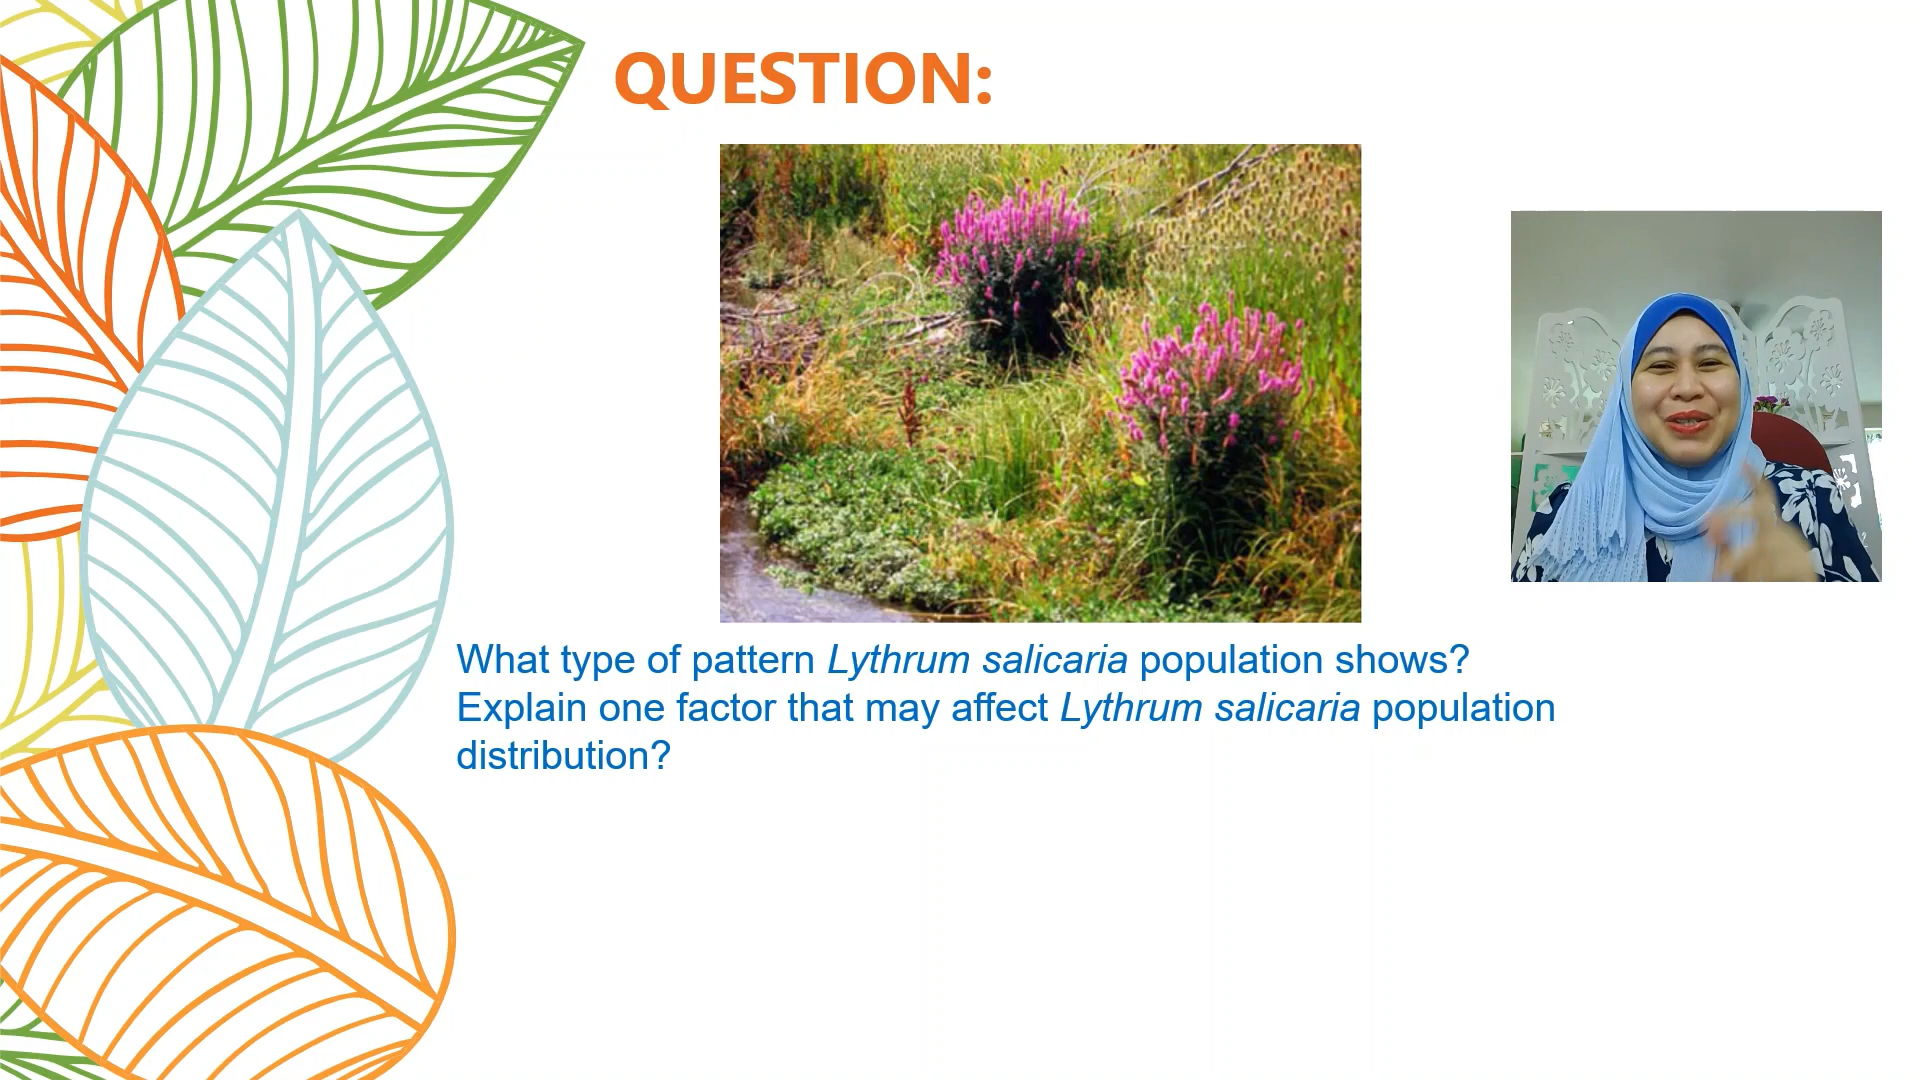 QUESTION:
What type of pattern Lythrum salicaria population shows?
Explain one factor that may affect Lythrum salicaria population
distribution?